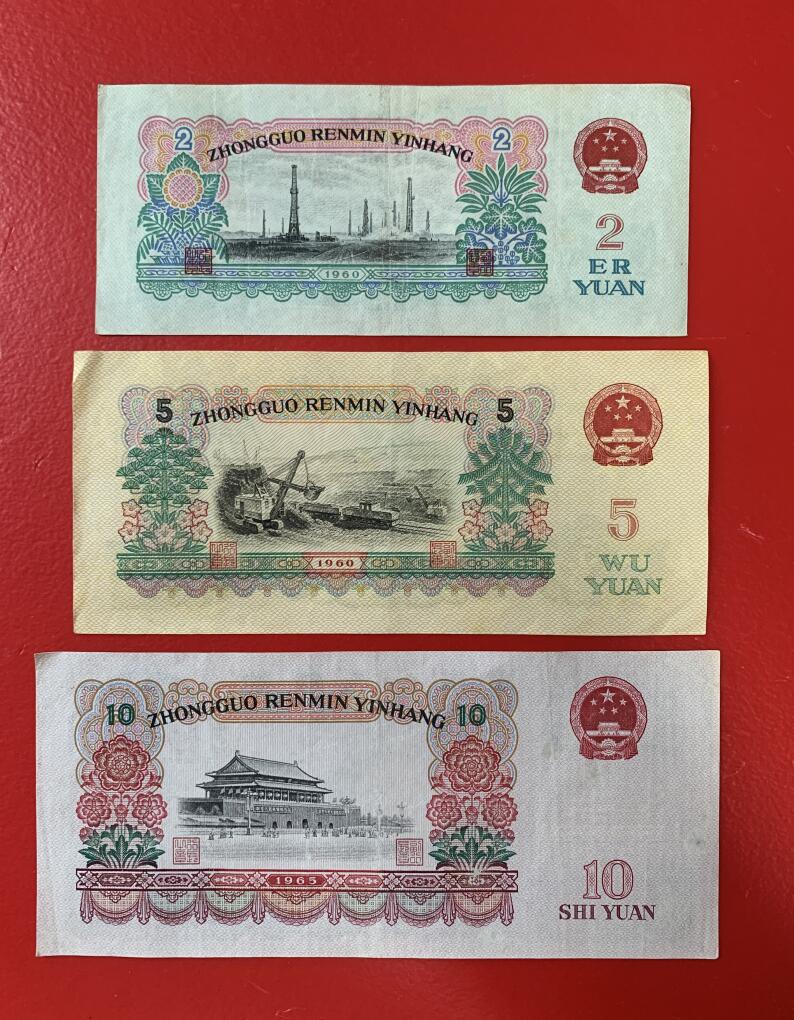 2 ZHONGGUO RENMIN YINHANG 2
2
ER
YUAN
1960
5 ZHONGGUO RENMIN YINHANG 5
5
WU
YUAN
1960
10 ZHONGGUO RENMIN YINHANG 10
10
SHI YUAN
1965